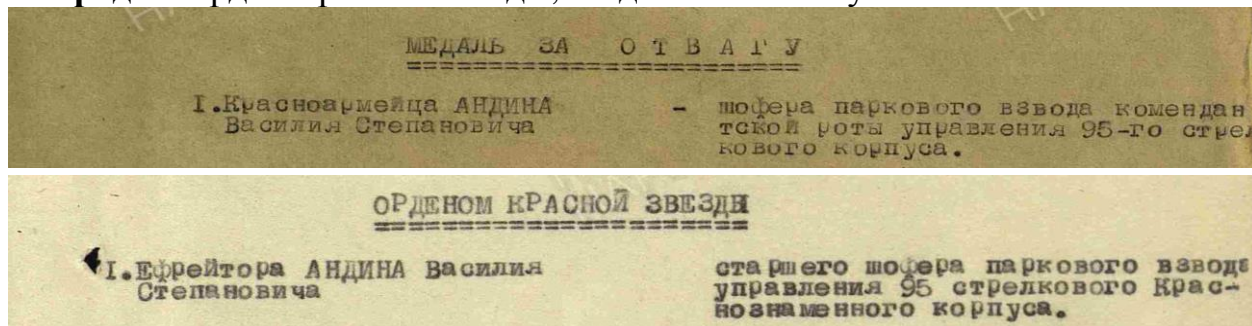 МЕДАЛЬ ЗА ОТВАГУ
I. Красноармейца АНДИНА - шофера паркового взвода комендан
Василия Степановича тской роты управления 95-го стрел
кового корпуса.
ОРДЕНОМ КРАСНОЙ ЗВЕЗДЫ
I. Ефрейтора АНДИНА Василия старшего шофера паркового взвода
Степановича управления 95 стрелкового Крас-
нознаменного корпуса.